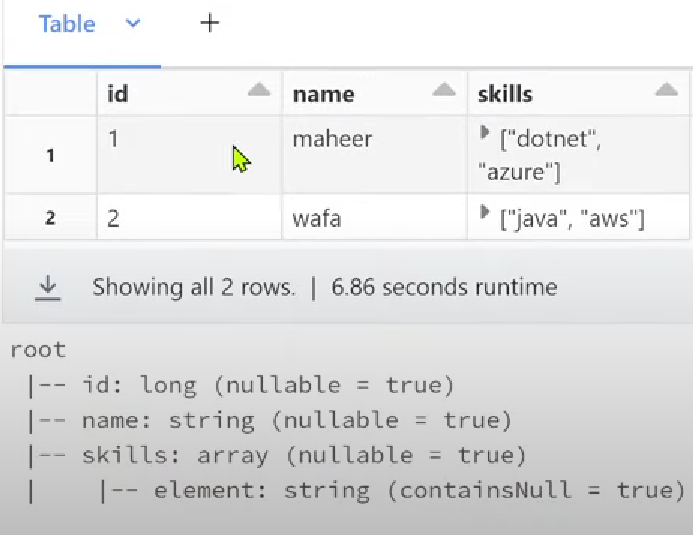 Table +
id name skills
1 1 maheer ["dotnet",
"azure"]
2 2 wafa ["java", "aws"]
Showing all 2 rows. | 6.86 seconds runtime
root
|-- id: long (nullable = true)
|-- name: string (nullable = true)
|-- skills: array (nullable = true)
|    |-- element: string (containsNull = true)